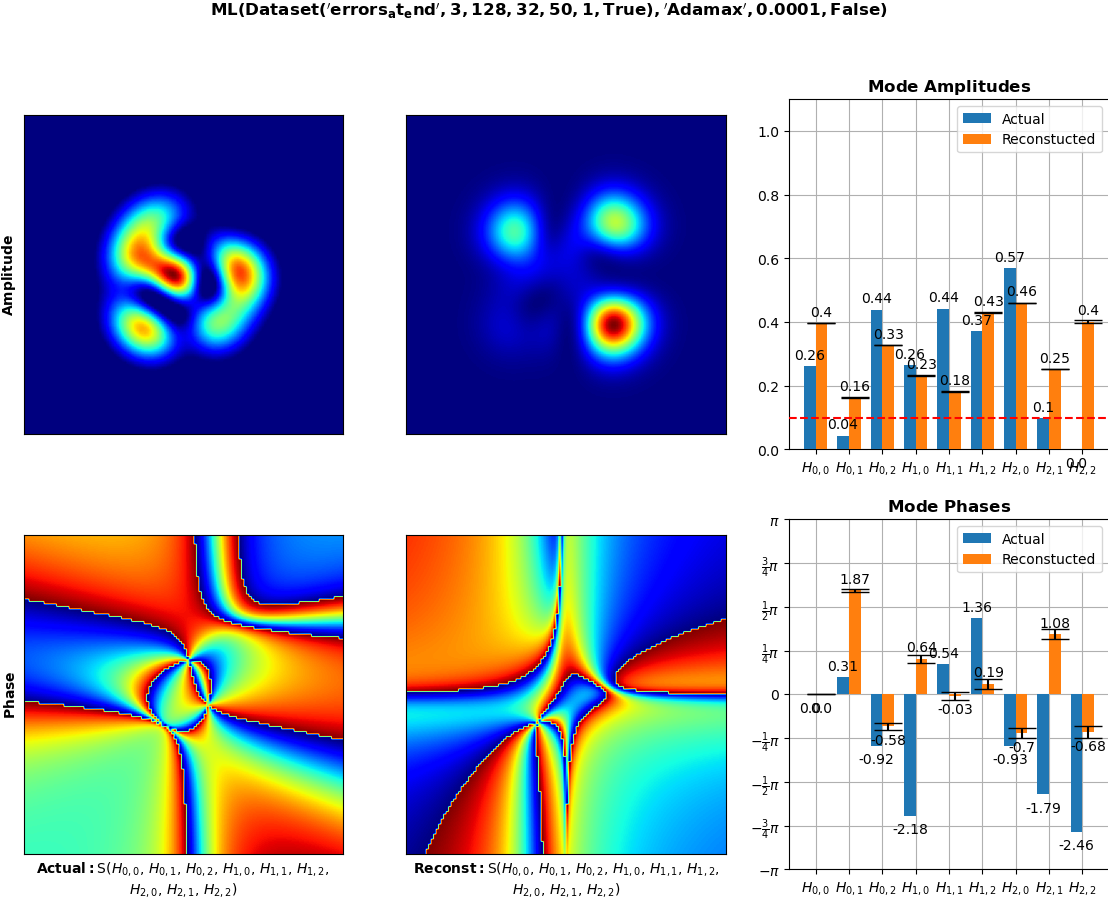 ML(Dataset('errors_at_end', 3, 128, 32, 50, 1, True), 'Adamax', 0.0001, False)
Amplitude
Mode Amplitudes
Actual
Reconstucted
1.0
0.8
0.6
0.4
0.2
0.0
0.26
0.4
0.04
0.16
0.44
0.33
0.26
0.23
0.44
0.18
0.37
0.43
0.57
0.46
0.1
0.25
0.0
0.4
H0,0 H0,1 H0,2 H1,0 H1,1 H1,2 H2,0 H2,1 H2,2
Phase
Actual: S(H0,0, H0,1, H0,2, H1,0, H1,1, H1,2,
H2,0, H2,1, H2,2)
Reconst: S(H0,0, H0,1, H0,2, H1,0, H1,1, H1,2,
H2,0, H2,1, H2,2)
Mode Phases
Actual
Reconstucted
π
3/4π
1/2π
1/4π
0
−1/4π
−1/2π
−3/4π
−π
0.0
0.0
0.31
1.87
-0.92
-0.58
-2.18
0.64
0.54
-0.03
1.36
0.19
-0.93
-0.7
-1.79
1.08
-2.46
-0.68
H0,0 H0,1 H0,2 H1,0 H1,1 H1,2 H2,0 H2,1 H2,2